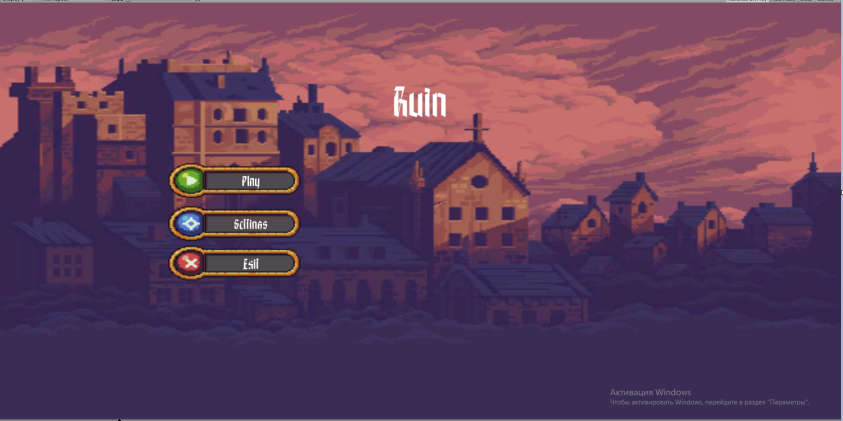 Ruin
Play
Settings
Exit
Активация Windows
Чтобы активировать Windows, перейдите в раздел "Параметры".